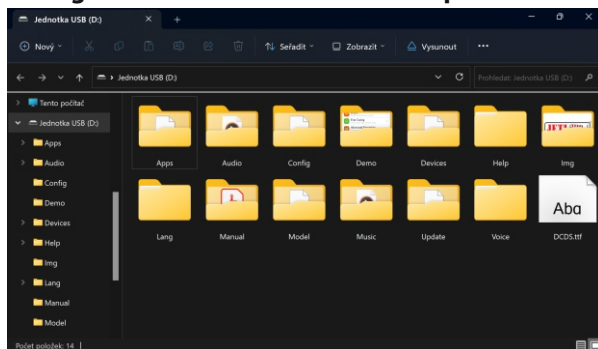 Jednotka USB (D:)
Nový
Seřadit
Zobrazit
Vysunout
Jednotka USB (D:)
Prohledat: Jednotka USB (D:)
Tento počítač
Jednotka USB (D:)
Apps
Audio
Config
Demo
Devices
Help
Img
Lang
Manual
Model
Apps
Audio
Config
Demo
Devices
Help
Img
Aba
Lang
Manual
Model
Music
Update
Voice
DCDS.ttf
Počet položek: 14